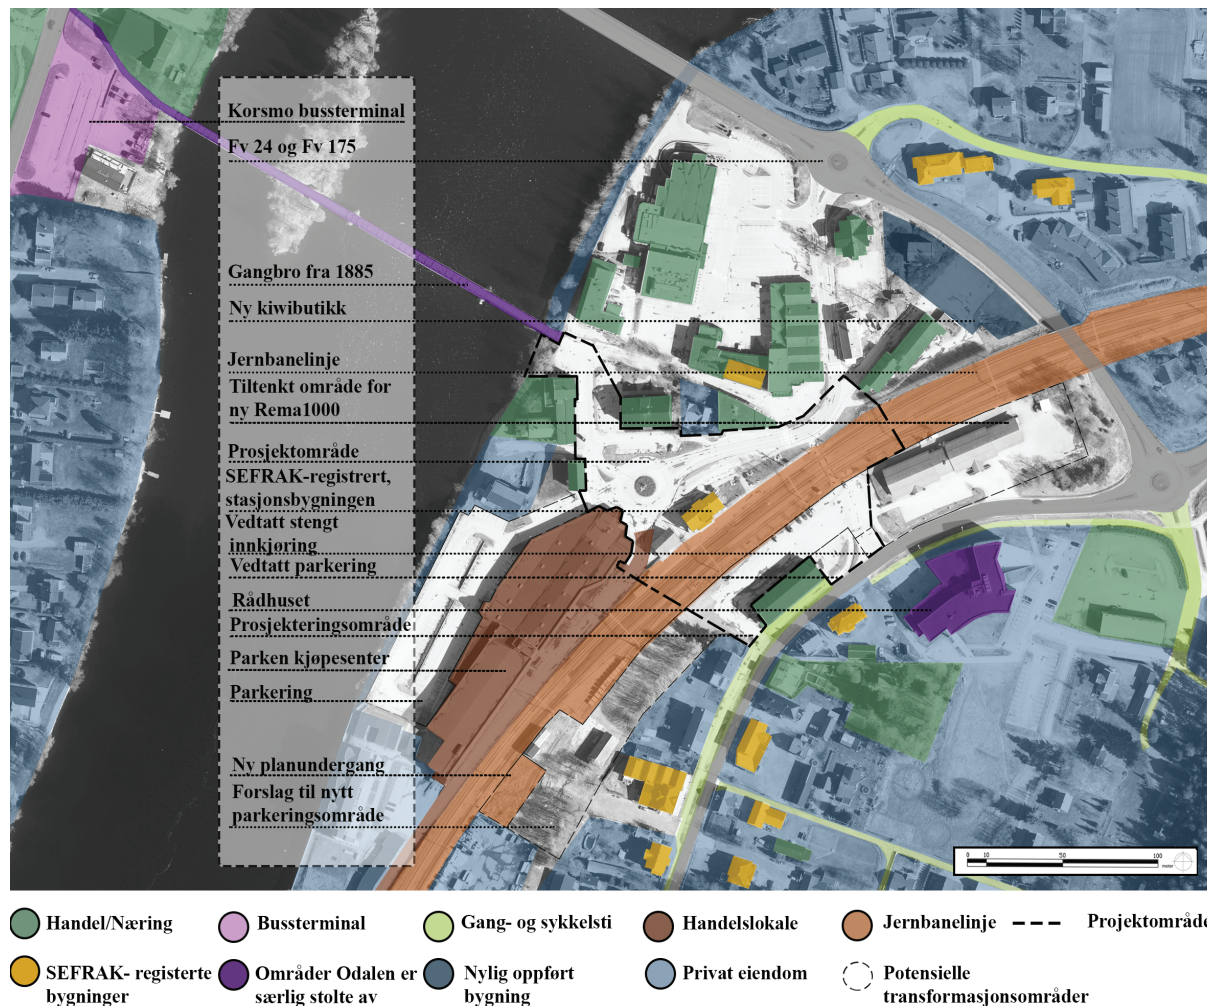 Korsmo bussterminal
Fv 24 og Fv 175
Gangbro fra 1885
Ny kiwibutikk
Jernbanelinje
Tiltenkt område for
ny Rema1000
Prosjektområde
SEFRAK-registrert,
stasjonsbygningen
Vedtatt stengt
innkjøring
Vedtatt parkering
Rådhuset
Prosjekteringsområde
Parken kjøpesenter
Parkering
Ny planundergang
Forslag til nytt
parkeringsområde
0 10 50 100
meter
Handel/Næring
Bussterminal
Gang- og sykkelsti
Handelslokale
Jernbanelinje
Projektområde
SEFRAK- registerte
bygninger
Områder Odalen er
særlig stolte av
Nylig oppført
bygning
Privat eiendom
Potensielle
transformasjonsområder